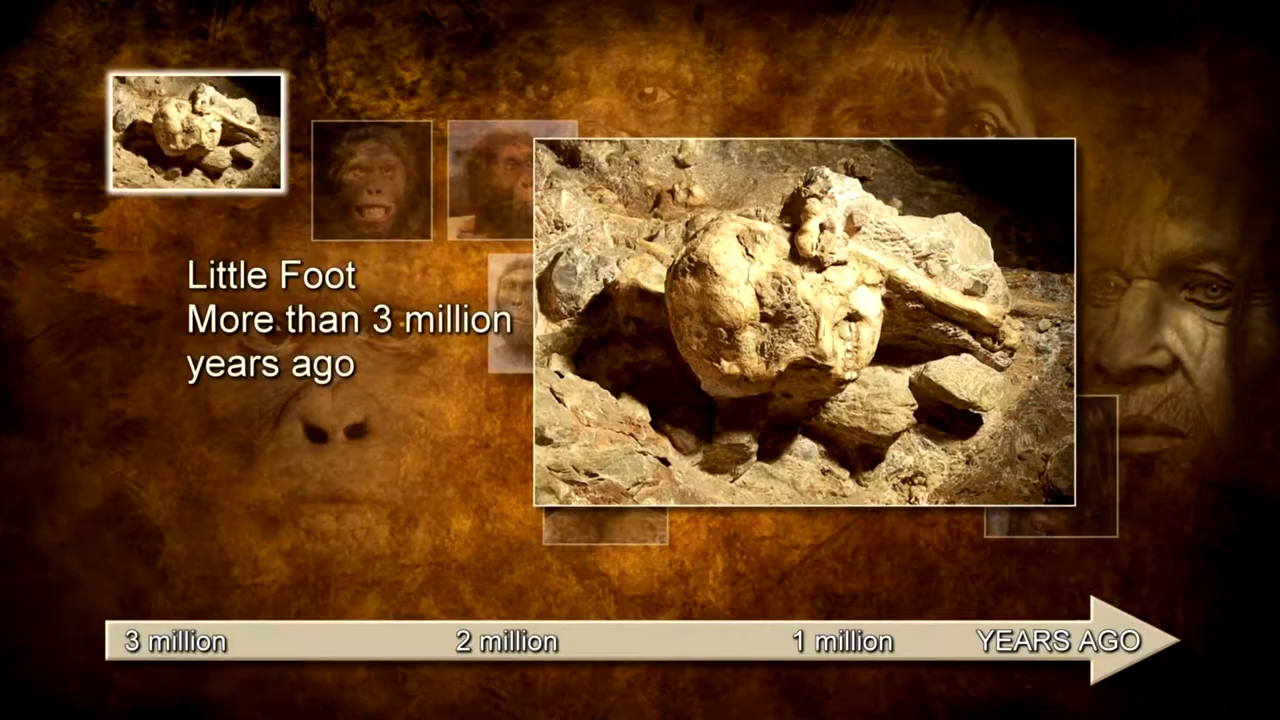 Little Foot
More than 3 million
years ago
3 million
2 million
1 million
YEARS AGO